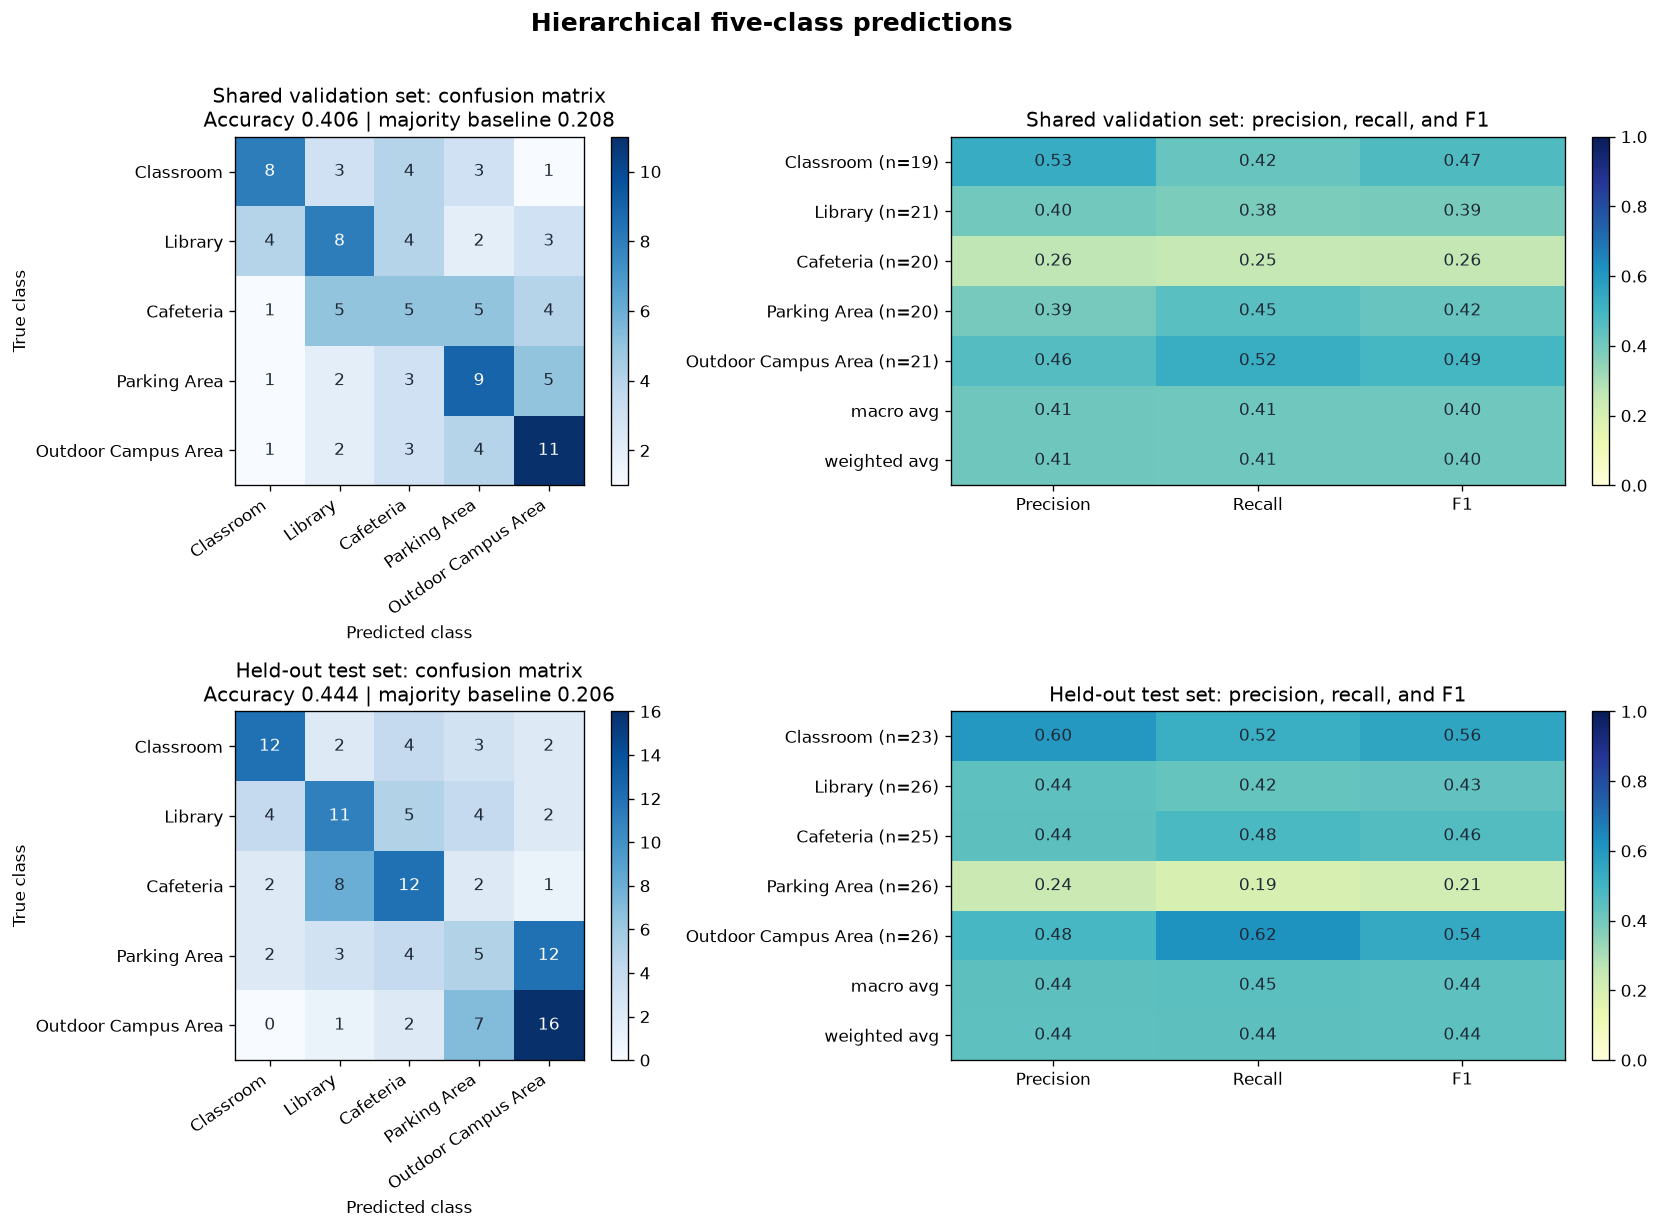 Hierarchical five-class predictions
Shared validation set: confusion matrix
Accuracy 0.406 | majority baseline 0.208
True class
Classroom 8 3 4 3 1
Library 4 8 4 2 3
Cafeteria 1 5 5 5 4
Parking Area 1 2 3 9 5
Outdoor Campus Area 1 2 3 4 11
Classroom Library Cafeteria Parking Area Outdoor Campus Area
Predicted class
10
8
6
4
2
Shared validation set: precision, recall, and F1
Classroom (n=19) 0.53 0.42 0.47
Library (n=21) 0.40 0.38 0.39
Cafeteria (n=20) 0.26 0.25 0.26
Parking Area (n=20) 0.39 0.45 0.42
Outdoor Campus Area (n=21) 0.46 0.52 0.49
macro avg 0.41 0.41 0.40
weighted avg 0.41 0.41 0.40
Precision Recall F1
1.0
0.8
0.6
0.4
0.2
0.0
Held-out test set: confusion matrix
Accuracy 0.444 | majority baseline 0.206
True class
Classroom 12 2 4 3 2
Library 4 11 5 4 2
Cafeteria 2 8 12 2 1
Parking Area 2 3 4 5 12
Outdoor Campus Area 0 1 2 7 16
Classroom Library Cafeteria Parking Area Outdoor Campus Area
Predicted class
16
14
12
10
8
6
4
2
0
Held-out test set: precision, recall, and F1
Classroom (n=23) 0.60 0.52 0.56
Library (n=26) 0.44 0.42 0.43
Cafeteria (n=25) 0.44 0.48 0.46
Parking Area (n=26) 0.24 0.19 0.21
Outdoor Campus Area (n=26) 0.48 0.62 0.54
macro avg 0.44 0.45 0.44
weighted avg 0.44 0.44 0.44
Precision Recall F1
1.0
0.8
0.6
0.4
0.2
0.0